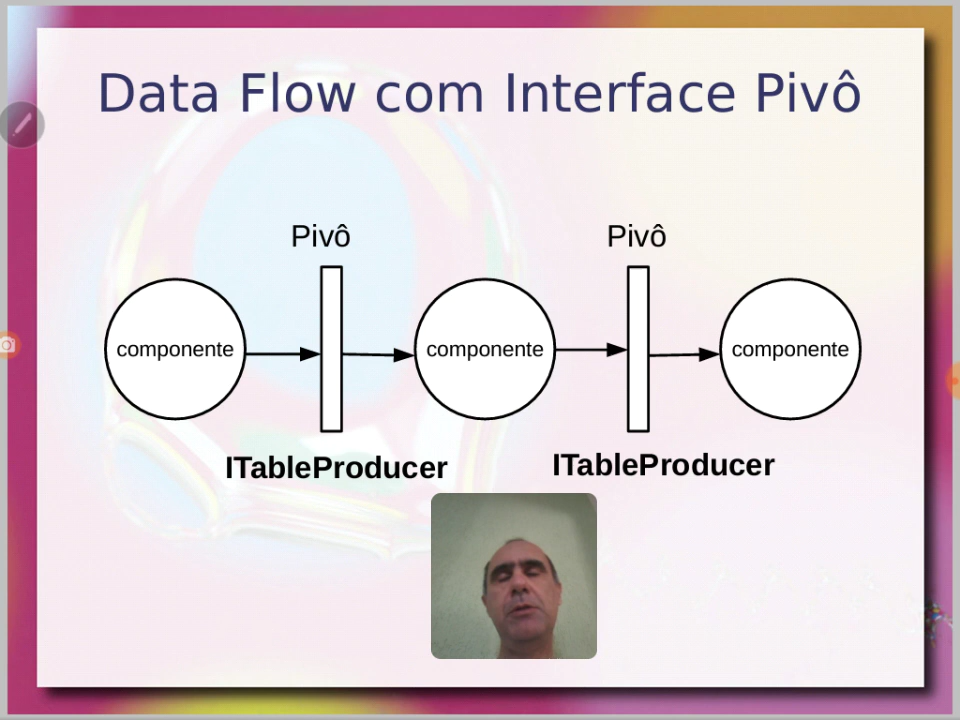 Data Flow com Interface Pivô
Pivô
Pivô
componente
componente
componente
ITableProducer
ITableProducer